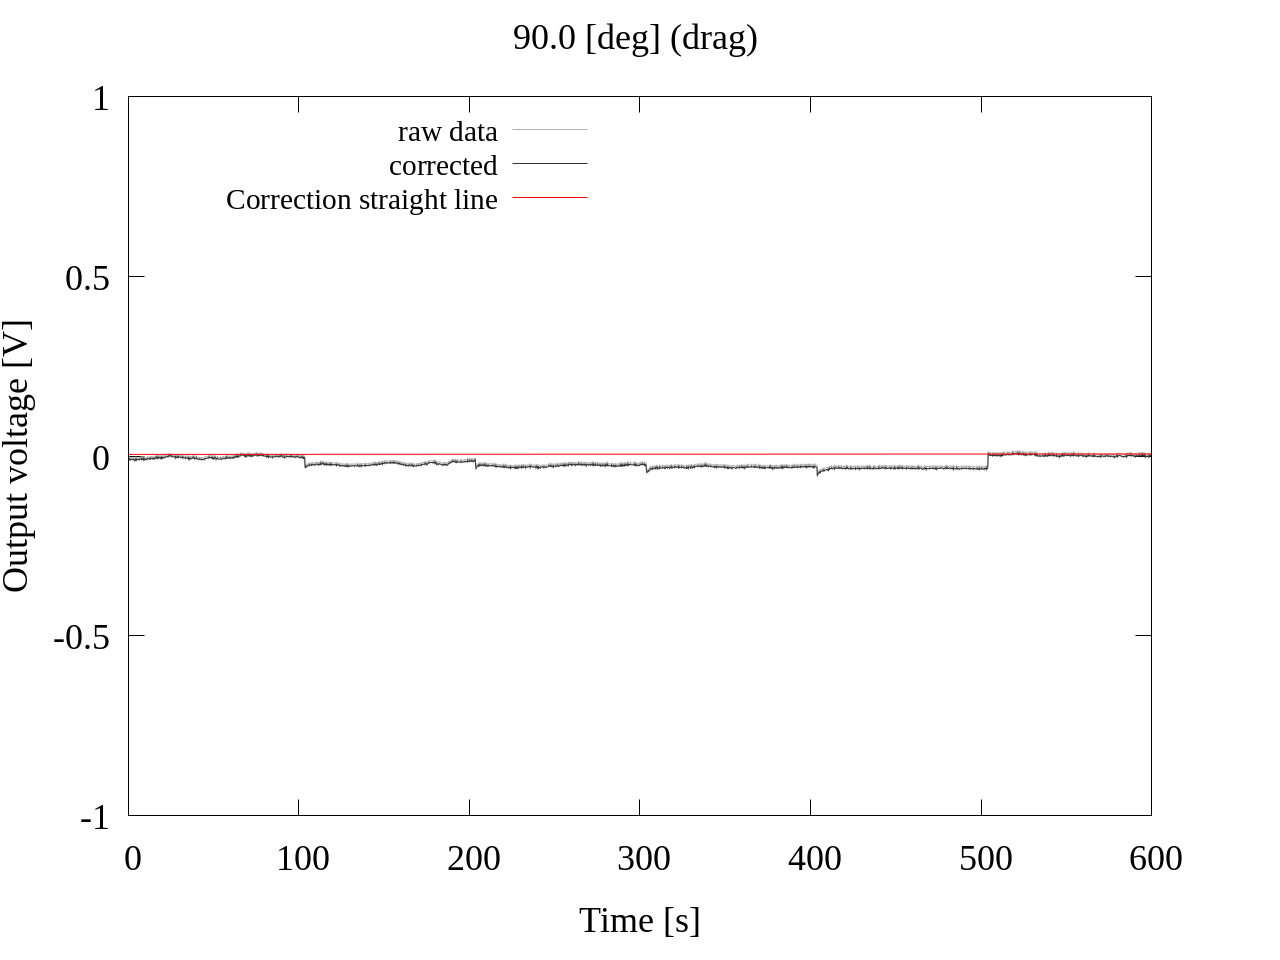 90.0 [deg] (drag)
1
0.5
0
-0.5
-1
raw data
corrected
Correction straight line
Output voltage [V]
0 100 200 300 400 500 600
Time [s]